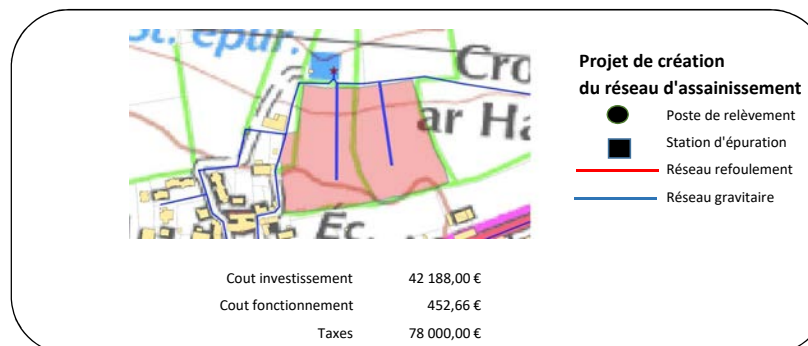 ot. épur.
Cro
ar Ha
Éc
Projet de création
du réseau d'assainissement
Poste de relèvement
Station d'épuration
Réseau refoulement
Réseau gravitaire
Cout investissement 42 188,00 €
Cout fonctionnement 452,66 €
Taxes 78 000,00 €